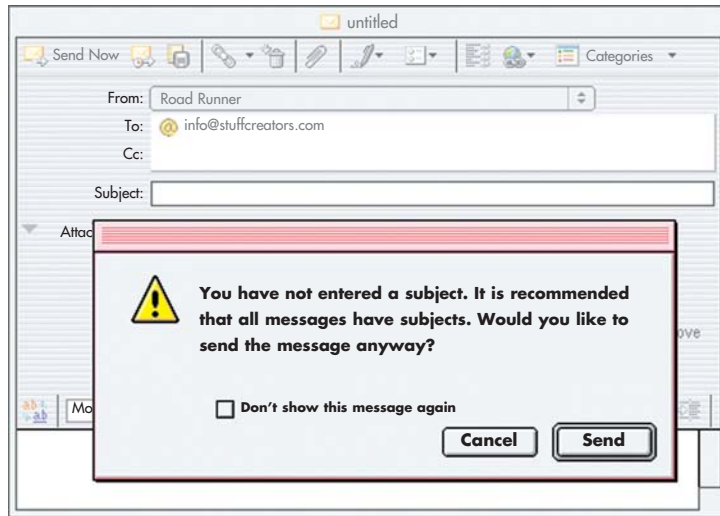 untitled
Send Now Categories
From: Road Runner
To: info@stuffcreators.com
Cc:
Subject:
Attac
You have not entered a subject. It is recommended
that all messages have subjects. Would you like to
send the message anyway?
ove
Mo
Don't show this message again
Cancel Send